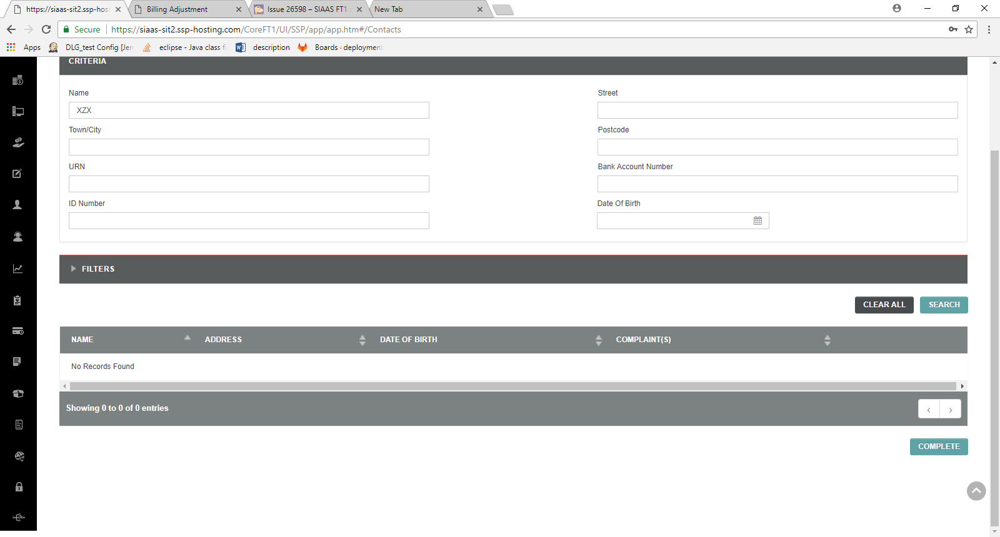 https://siaas-sit2.ssp-hos
Billing Adjustment
Issue 26598 – SIAAS FT1
New Tab
Secure
https://siaas-sit2.ssp-hosting.com/CoreFT1/UI/SSP/app/app.htm#/Contacts
Apps
DLG_test Config [Jen
eclipse - Java class fi
description
Boards · deployment
CRITERIA
Name
Street
XZX
Town/City
Postcode
URN
Bank Account Number
ID Number
Date Of Birth
FILTERS
CLEAR ALL
SEARCH
NAME
ADDRESS
DATE OF BIRTH
COMPLAINT(S)
No Records Found
Showing 0 to 0 of 0 entries
COMPLETE